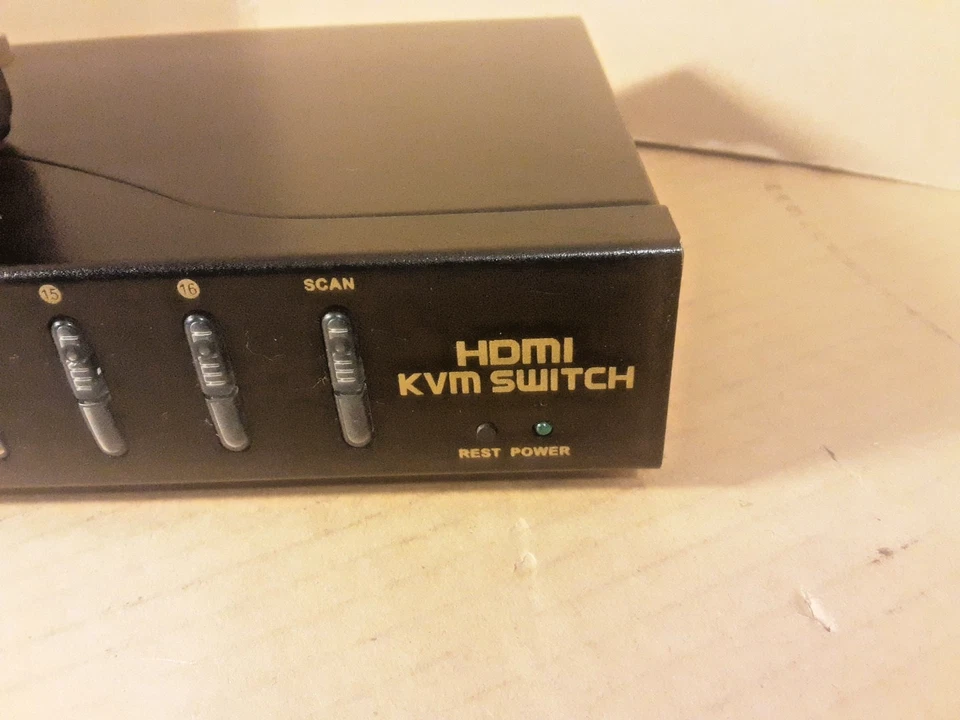 15
16
SCAN
HDMI
KVM SWITCH
REST POWER